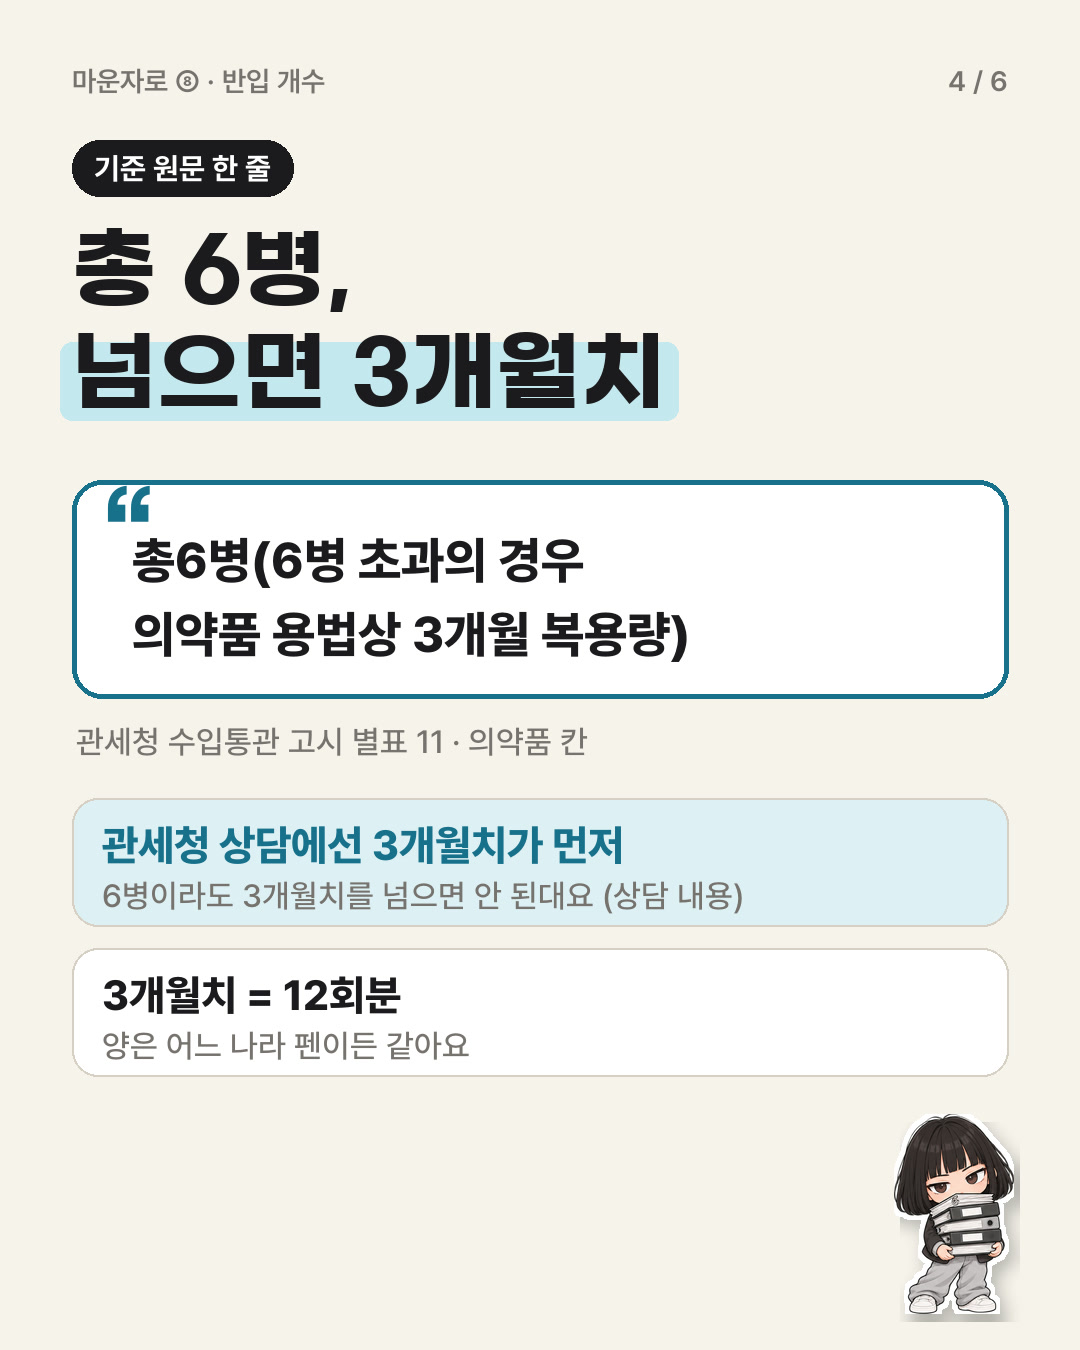 마운자로 ⑧ · 반입 개수
4 / 6
기준 원문 한 줄
총 6병,
넘으면 3개월치
“
총6병(6병 초과의 경우
의약품 용법상 3개월 복용량)
관세청 수입통관 고시 별표 11 · 의약품 칸
관세청 상담에선 3개월치가 먼저
6병이라도 3개월치를 넘으면 안 된대요 (상담 내용)
3개월치 = 12회분
양은 어느 나라 펜이든 같아요